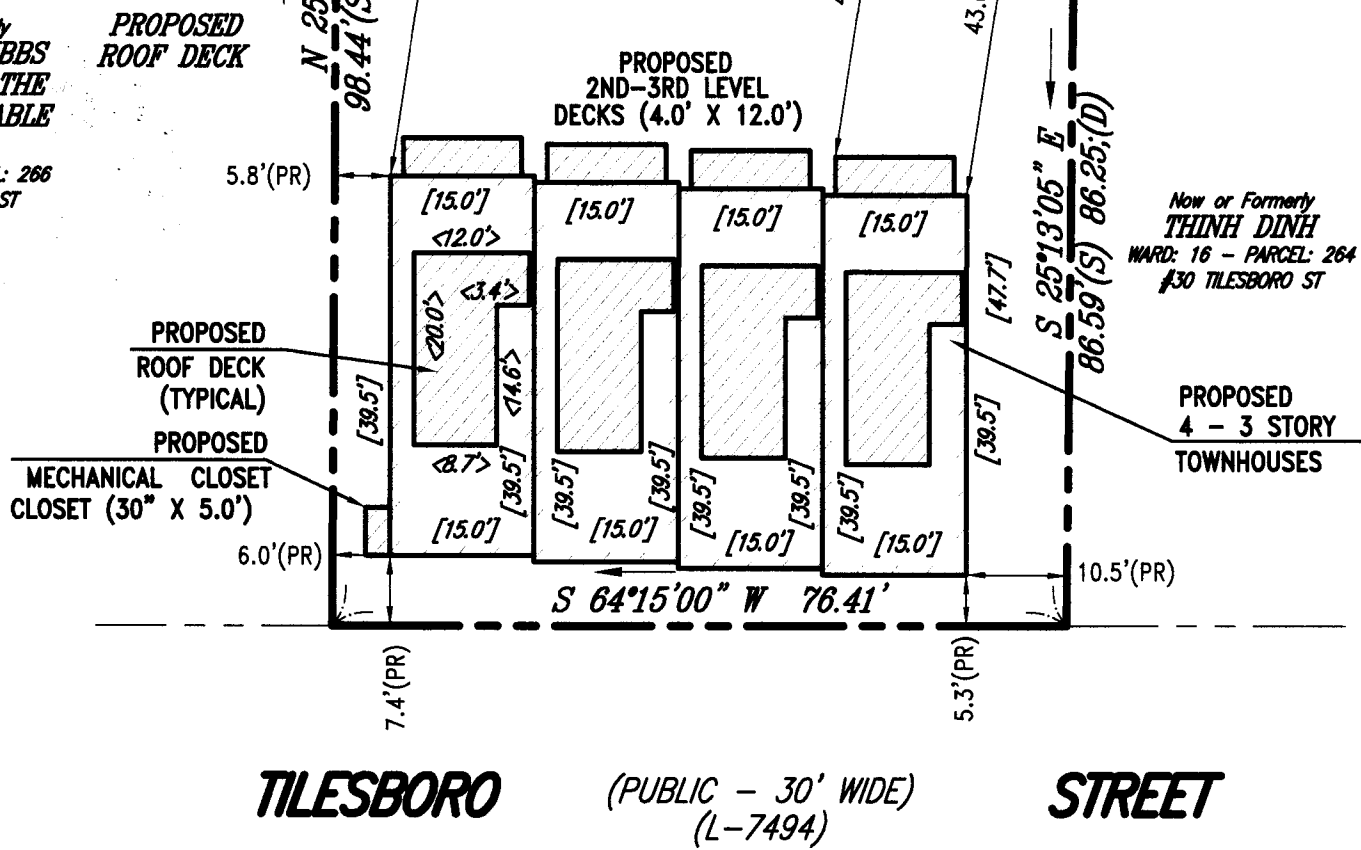 PROPOSED
ROOF DECK
BBS
THE
ABLE
: 266
ST
N 25
98.44'(S
43.
PROPOSED
2ND-3RD LEVEL
DECKS (4.0' X 12.0')
5.8'(PR)
[15.0']
[15.0']
[15.0']
[15.0']
<12.0'>
<3.4'>
<20.0'>
<14.6'>
<8.7'>
[47.7']
S 25°13'05" E
86.59'(S) 86.25;(D)
Now or Formerly
THINH DINH
WARD: 16 - PARCEL: 264
#30 TILESBORO ST
PROPOSED
ROOF DECK
(TYPICAL)
[39.5']
PROPOSED
MECHANICAL CLOSET
CLOSET (30" X 5.0')
[39.5']
[39.5']
[39.5']
[39.5']
[39.5']
[39.5']
[39.5']
PROPOSED
4 - 3 STORY
TOWNHOUSES
[15.0']
[15.0']
[15.0']
[15.0']
6.0'(PR)
10.5'(PR)
S 64°15'00" W 76.41'
7.4'(PR)
5.3'(PR)
TILESBORO (PUBLIC - 30' WIDE) STREET
(L-7494)